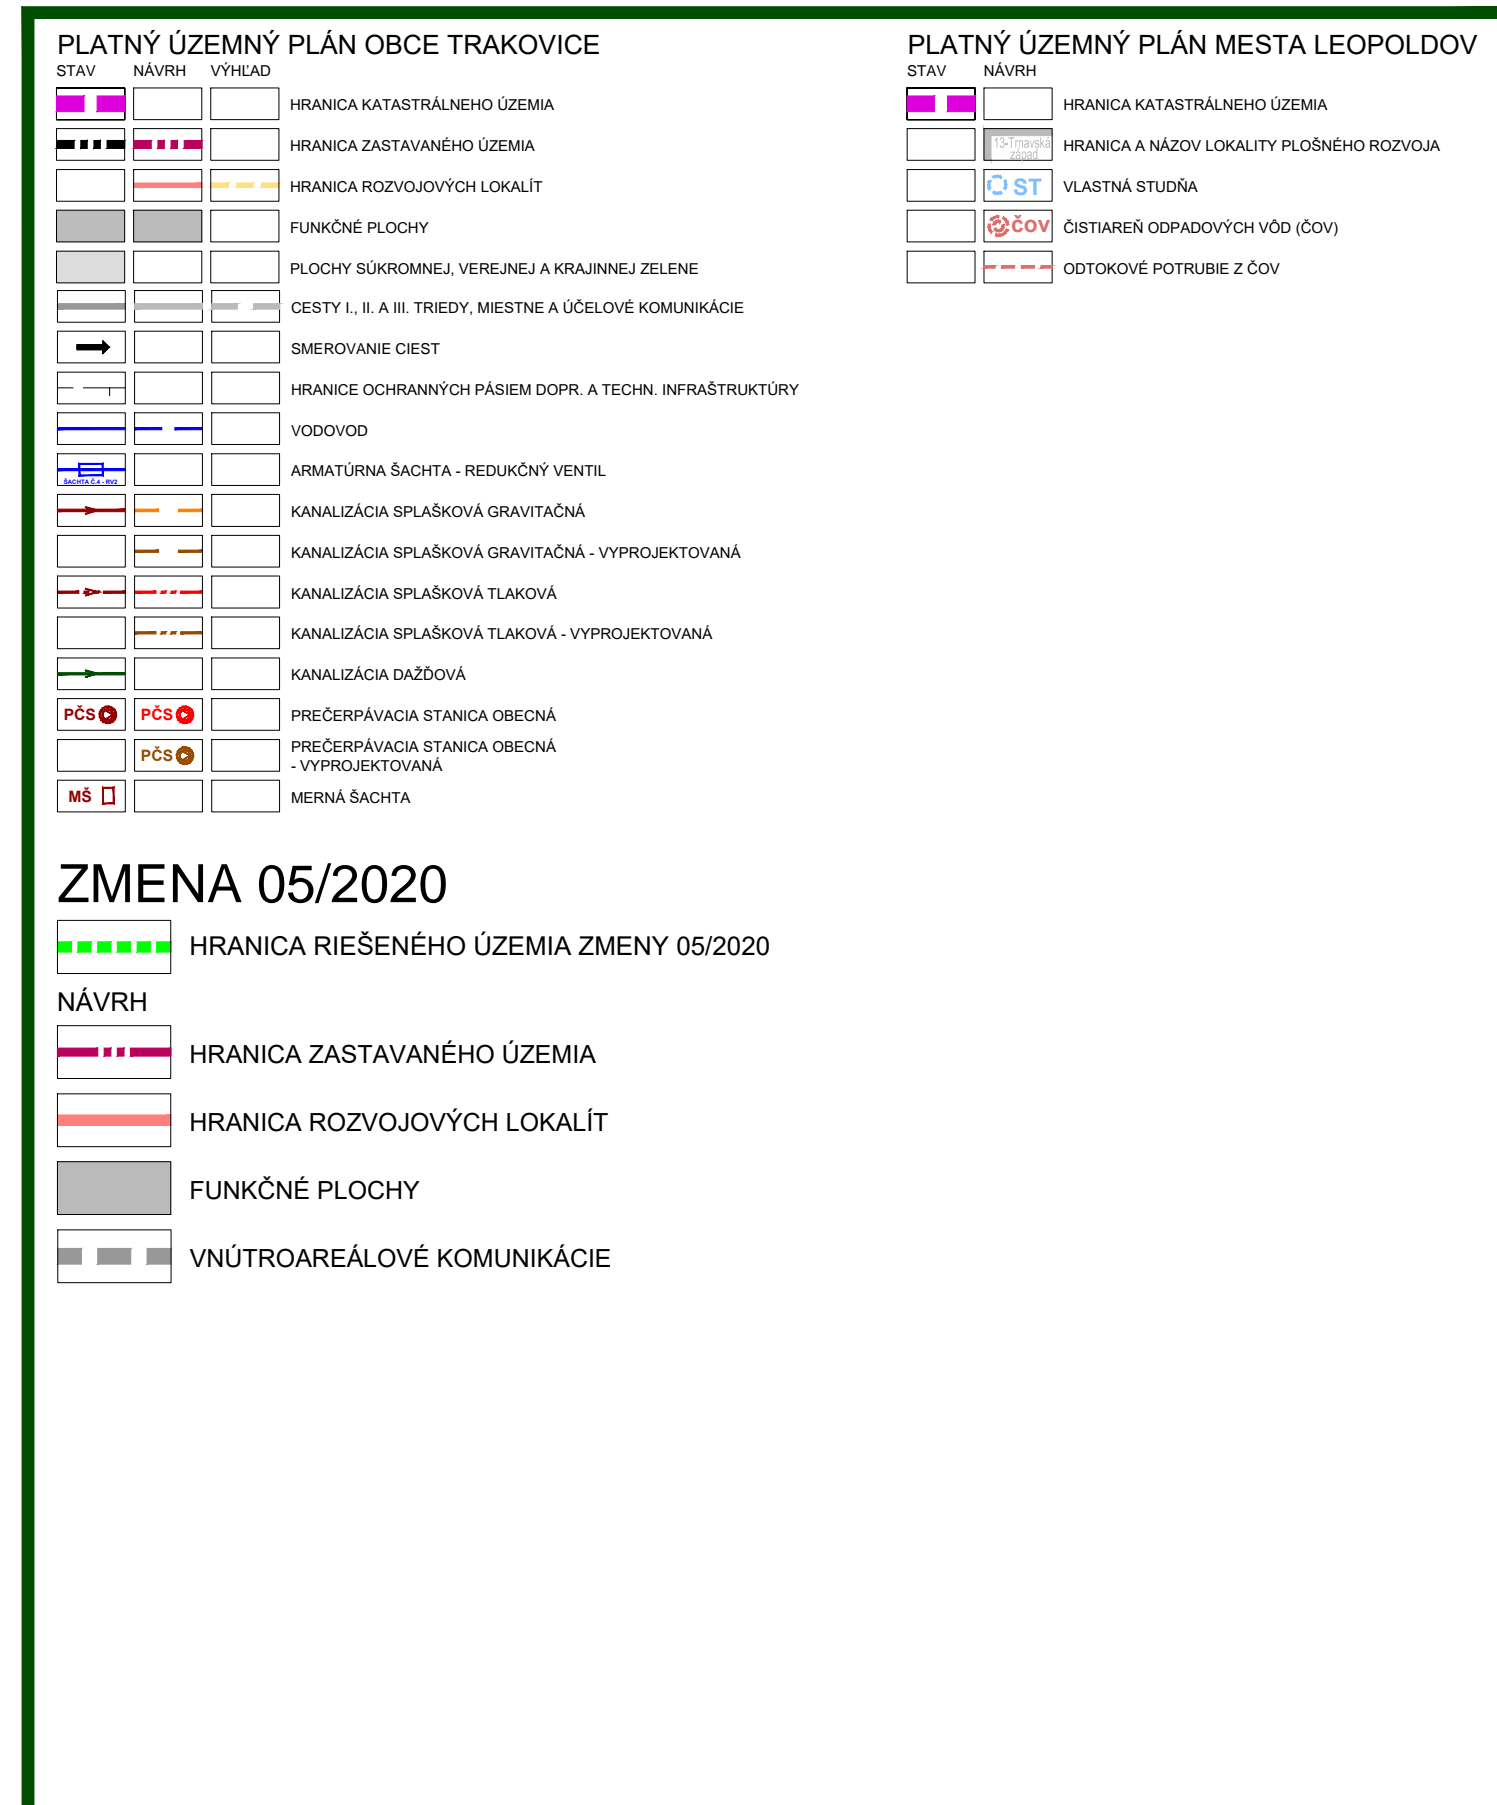 PLATNÝ ÚZEMNÝ PLÁN OBCE TRAKOVICE
STAV NÁVRH VÝHĽAD
HRANICA KATASTRÁLNEHO ÚZEMIA
HRANICA ZASTAVANÉHO ÚZEMIA
HRANICA ROZVOJOVÝCH LOKALÍT
FUNKČNÉ PLOCHY
PLOCHY SÚKROMNEJ, VEREJNEJ A KRAJINNEJ ZELENE
CESTY I., II. A III. TRIEDY, MIESTNE A ÚČELOVÉ KOMUNIKÁCIE
SMEROVANIE CIEST
HRANICE OCHRANNÝCH PÁSIEM DOPR. A TECHN. INFRAŠTRUKTÚRY
VODOVOD
ŠACHTA Č.4 - RV2 ARMATÚRNA ŠACHTA - REDUKČNÝ VENTIL
KANALIZÁCIA SPLAŠKOVÁ GRAVITAČNÁ
KANALIZÁCIA SPLAŠKOVÁ GRAVITAČNÁ - VYPROJEKTOVANÁ
KANALIZÁCIA SPLAŠKOVÁ TLAKOVÁ
KANALIZÁCIA SPLAŠKOVÁ TLAKOVÁ - VYPROJEKTOVANÁ
KANALIZÁCIA DAŽĎOVÁ
PČS PČS PREČERPÁVACIA STANICA OBECNÁ
PČS PREČERPÁVACIA STANICA OBECNÁ
- VYPROJEKTOVANÁ
MŠ MERNÁ ŠACHTA
PLATNÝ ÚZEMNÝ PLÁN MESTA LEOPOLDOV
STAV NÁVRH
HRANICA KATASTRÁLNEHO ÚZEMIA
13-Trnavská
západ
HRANICA A NÁZOV LOKALITY PLOŠNÉHO ROZVOJA
ST VLASTNÁ STUDŇA
ČOV ČISTIAREŇ ODPADOVÝCH VÔD (ČOV)
ODTOKOVÉ POTRUBIE Z ČOV
ZMENA 05/2020
HRANICA RIEŠENÉHO ÚZEMIA ZMENY 05/2020
NÁVRH
HRANICA ZASTAVANÉHO ÚZEMIA
HRANICA ROZVOJOVÝCH LOKALÍT
FUNKČNÉ PLOCHY
VNÚTROAREÁLOVÉ KOMUNIKÁCIE